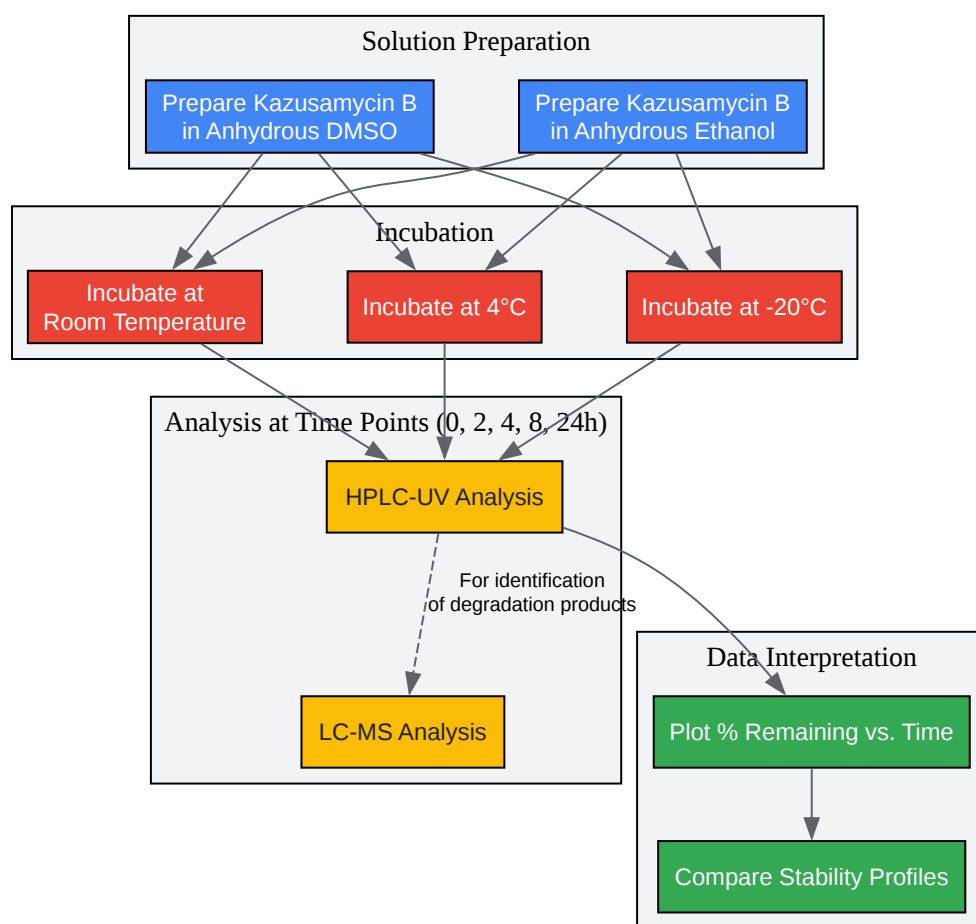 Solution Preparation
Prepare Kazusamycin B
in Anhydrous DMSO
Prepare Kazusamycin B
in Anhydrous Ethanol
Incubation
Incubate at
Room Temperature
Incubate at 4°C
Incubate at -20°C
Analysis at Time Points (0, 2, 4, 8, 24h)
HPLC-UV Analysis
For identification
of degradation products
LC-MS Analysis
Data Interpretation
Plot % Remaining vs. Time
Compare Stability Profiles